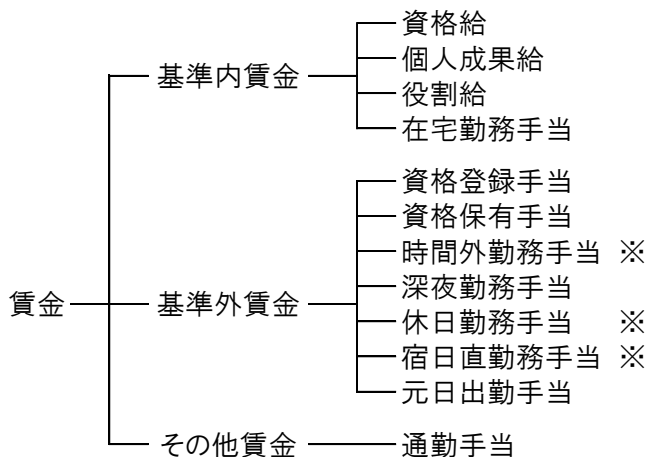 資格給
個人成果給
基準内賃金
役割給
在宅勤務手当
資格登録手当
資格保有手当
時間外勤務手当 ※
深夜勤務手当
賃金
基準外賃金
休日勤務手当 ※
宿日直勤務手当 ※
元日出勤手当
その他賃金
通勤手当